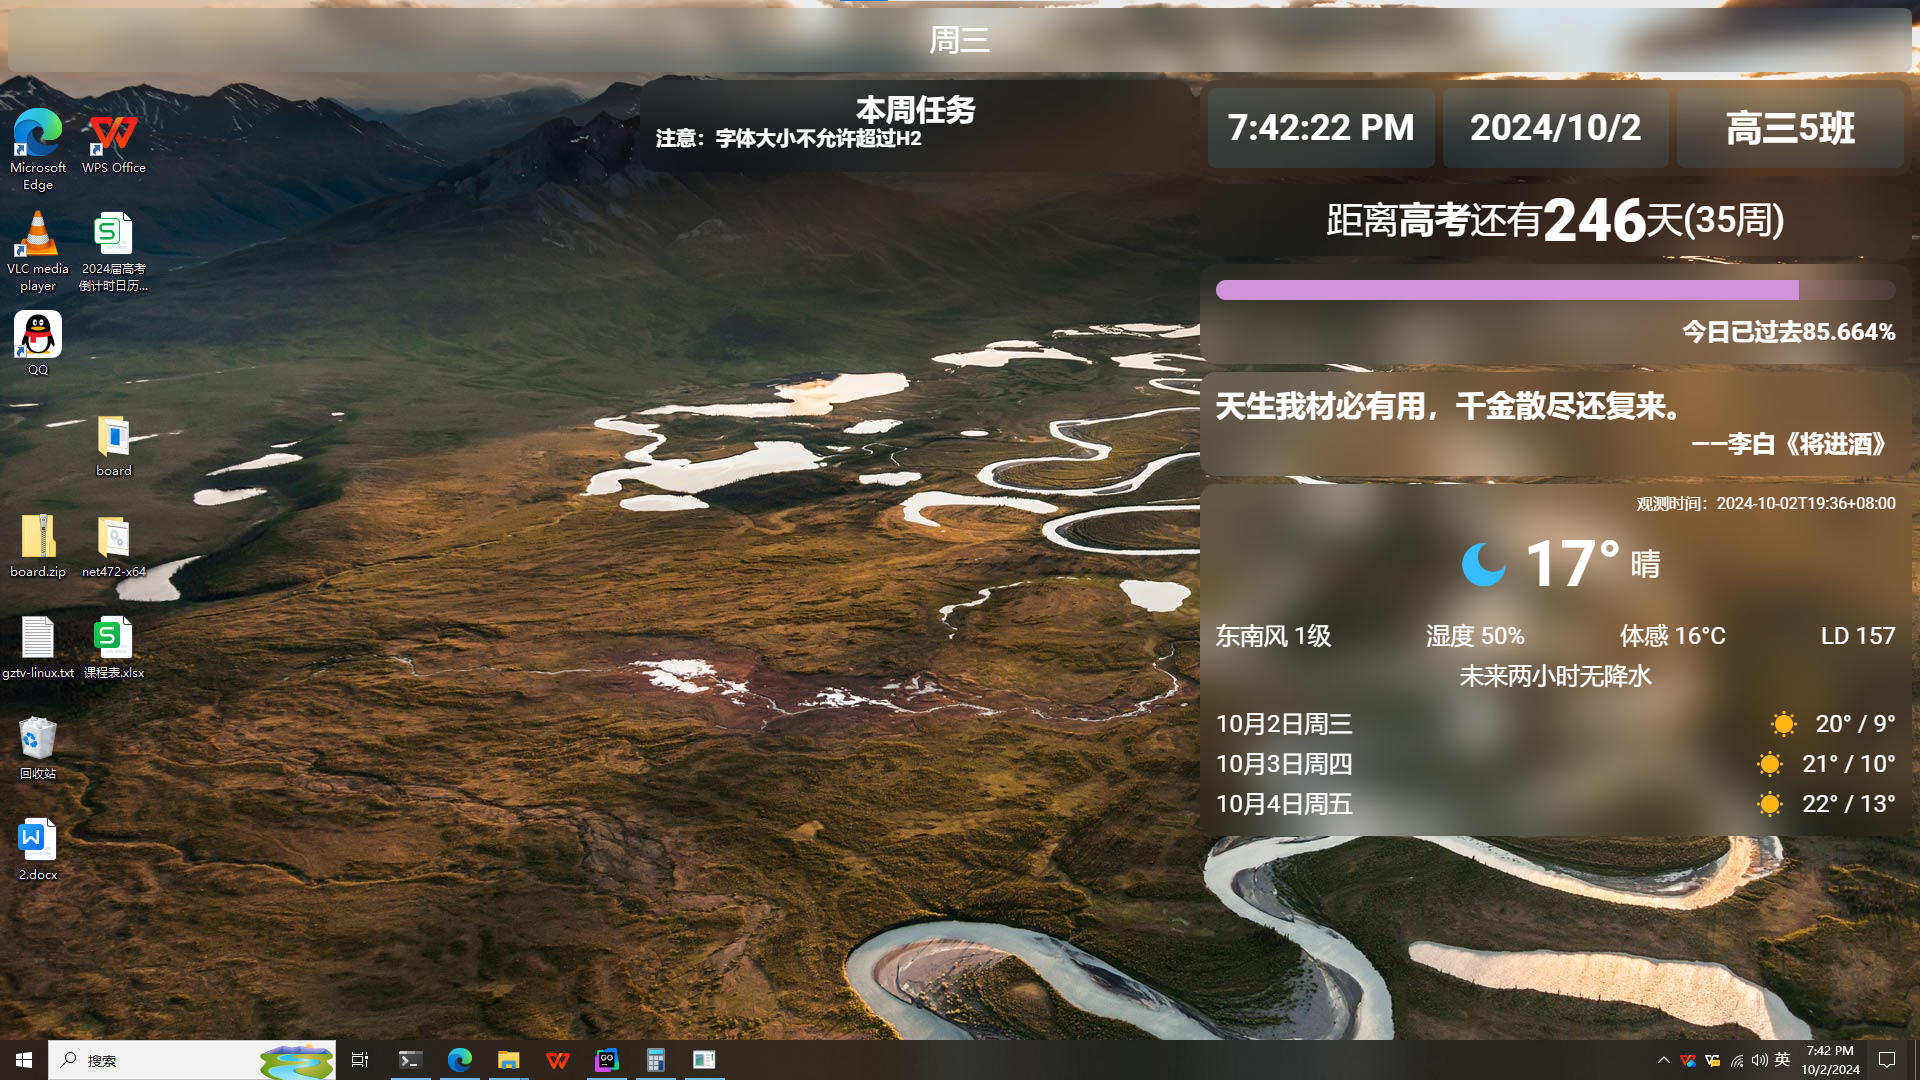 周三
本周任务
注意：字体大小不允许超过H2
7:42:22 PM
2024/10/2
高三5班
距离高考还有246天(35周)
今日已过去85.664%
天生我材必有用，千金散尽还复来。
——李白《将进酒》
观测时间：2024-10-02T19:36+08:00
17° 晴
东南风 1级
湿度 50%
体感 16°C
LD 157
未来两小时无降水
10月2日周三 20° / 9°
10月3日周四 21° / 10°
10月4日周五 22° / 13°
Microsoft
Edge
WPS Office
VLC media
player
2024届高考
倒计时日历...
QQ
board
board.zip
net472-x64
gztv-linux.txt
课程表.xlsx
回收站
2.docx
搜索
GO
英
7:42 PM
10/2/2024